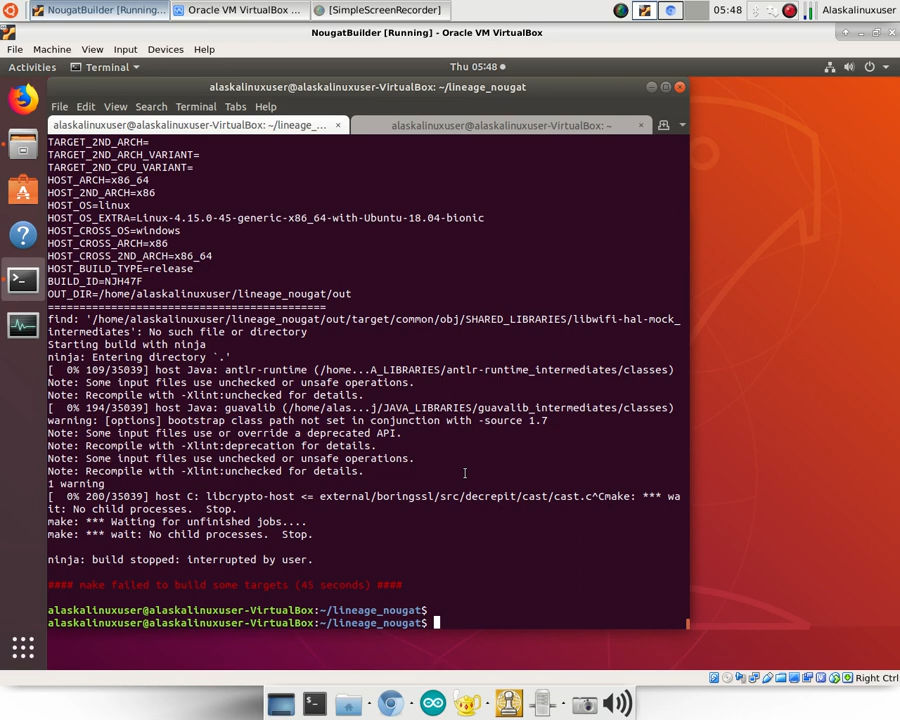 NougatBuilder [Running...
Oracle VM VirtualBox ...
[SimpleScreenRecorder]
05:48
Alaskalinuxuser
NougatBuilder [Running] - Oracle VM VirtualBox
File Machine View Input Devices Help
Activities
Terminal
Thu 05:48
alaskalinuxuser@alaskalinuxuser-VirtualBox: ~/lineage_nougat
File Edit View Search Terminal Tabs Help
alaskalinuxuser@alaskalinuxuser-VirtualBox: ~/lineage_... ×
alaskalinuxuser@alaskalinuxuser-VirtualBox: ~ ×
TARGET_2ND_ARCH=
TARGET_2ND_ARCH_VARIANT=
TARGET_2ND_CPU_VARIANT=
HOST_ARCH=x86_64
HOST_2ND_ARCH=x86
HOST_OS=linux
HOST_OS_EXTRA=Linux-4.15.0-45-generic-x86_64-with-Ubuntu-18.04-bionic
HOST_CROSS_OS=windows
HOST_CROSS_ARCH=x86
HOST_CROSS_2ND_ARCH=x86_64
HOST_BUILD_TYPE=release
BUILD_ID=NJH47F
OUT_DIR=/home/alaskalinuxuser/lineage_nougat/out
============================================
find: '/home/alaskalinuxuser/lineage_nougat/out/target/common/obj/SHARED_LIBRARIES/libwifi-hal-mock_
intermediates': No such file or directory
Starting build with ninja
ninja: Entering directory `.'
[  0% 109/35039] host Java: antlr-runtime (/home...A_LIBRARIES/antlr-runtime_intermediates/classes)
Note: Some input files use unchecked or unsafe operations.
Note: Recompile with -Xlint:unchecked for details.
[  0% 194/35039] host Java: guavalib (/home/alas...j/JAVA_LIBRARIES/guavalib_intermediates/classes)
warning: [options] bootstrap class path not set in conjunction with -source 1.7
Note: Some input files use or override a deprecated API.
Note: Recompile with -Xlint:deprecation for details.
Note: Some input files use unchecked or unsafe operations.
Note: Recompile with -Xlint:unchecked for details.
1 warning
[  0% 200/35039] host C: libcrypto-host <= external/boringssl/src/decrepit/cast/cast.c^Cmake: *** wa
it: No child processes.  Stop.
make: *** Waiting for unfinished jobs....
make: *** wait: No child processes.  Stop.
ninja: build stopped: interrupted by user.
#### make failed to build some targets (45 seconds) ####
alaskalinuxuser@alaskalinuxuser-VirtualBox:~/lineage_nougat$
alaskalinuxuser@alaskalinuxuser-VirtualBox:~/lineage_nougat$
Right Ctrl